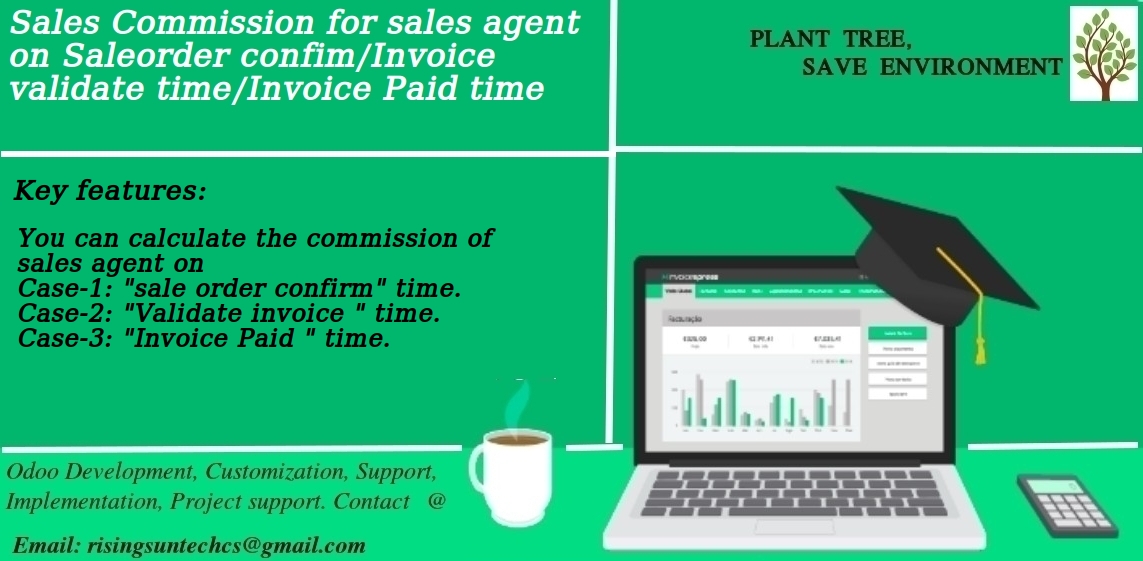 Sales Commission for sales agent
on Saleorder confim/Invoice
validate time/Invoice Paid time
PLANT TREE,
SAVE ENVIRONMENT
Key features:
You can calculate the commission of
sales agent on
Case-1: "sale order confirm" time.
Case-2: "Validate invoice " time.
Case-3: "Invoice Paid " time.
Facturação
Odoo Development, Customization, Support,
Implementation, Project support. Contact @
Email: risingsuntechcs@gmail.com